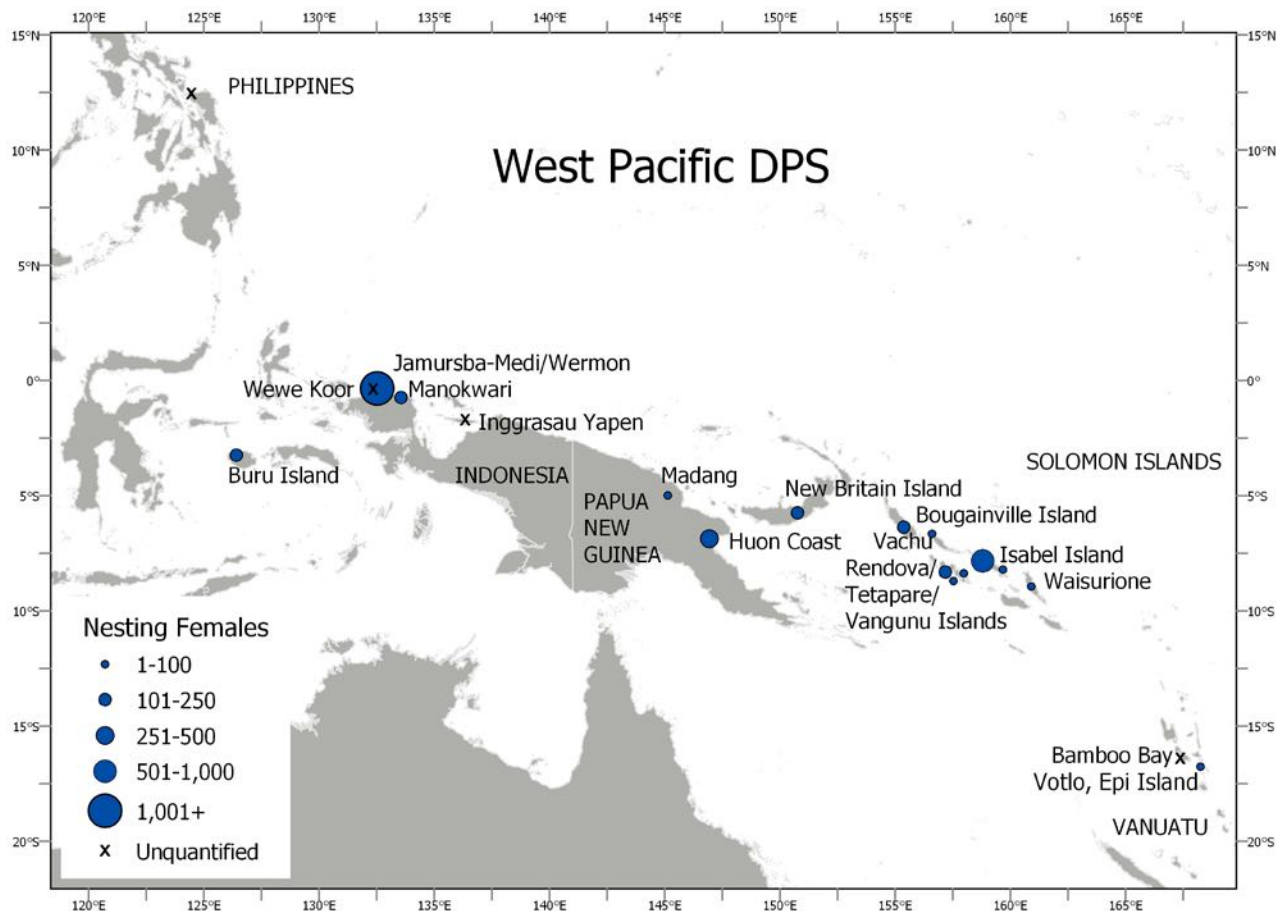 120°E 125°E 130°E 135°E 140°E 145°E 150°E 155°E 160°E 165°E
15°N 15°N
PHILIPPINES
West Pacific DPS
10°N 10°N
5°N 5°N
Jamursba-Medi/Wermon
0° Wewe Koor x Manokwari 0°
x Inggrasau Yapen
Buru Island
INDONESIA
Madang
SOLOMON ISLANDS
5°S 5°S
New Britain Island
PAPUA
NEW
GUINEA
Bougainville Island
Huon Coast
Vachu
Isabel Island
Rendova/
Tetapare/
Vangunu Islands
Waisurione
10°S 10°S
Nesting Females
1-100
101-250
251-500
501-1,000
1,001+
x Unquantified
15°S 15°S
Bamboo Bay x
Votlo, Epi Island
VANUATU
20°S 20°S
120°E 125°E 130°E 135°E 140°E 145°E 150°E 155°E 160°E 165°E